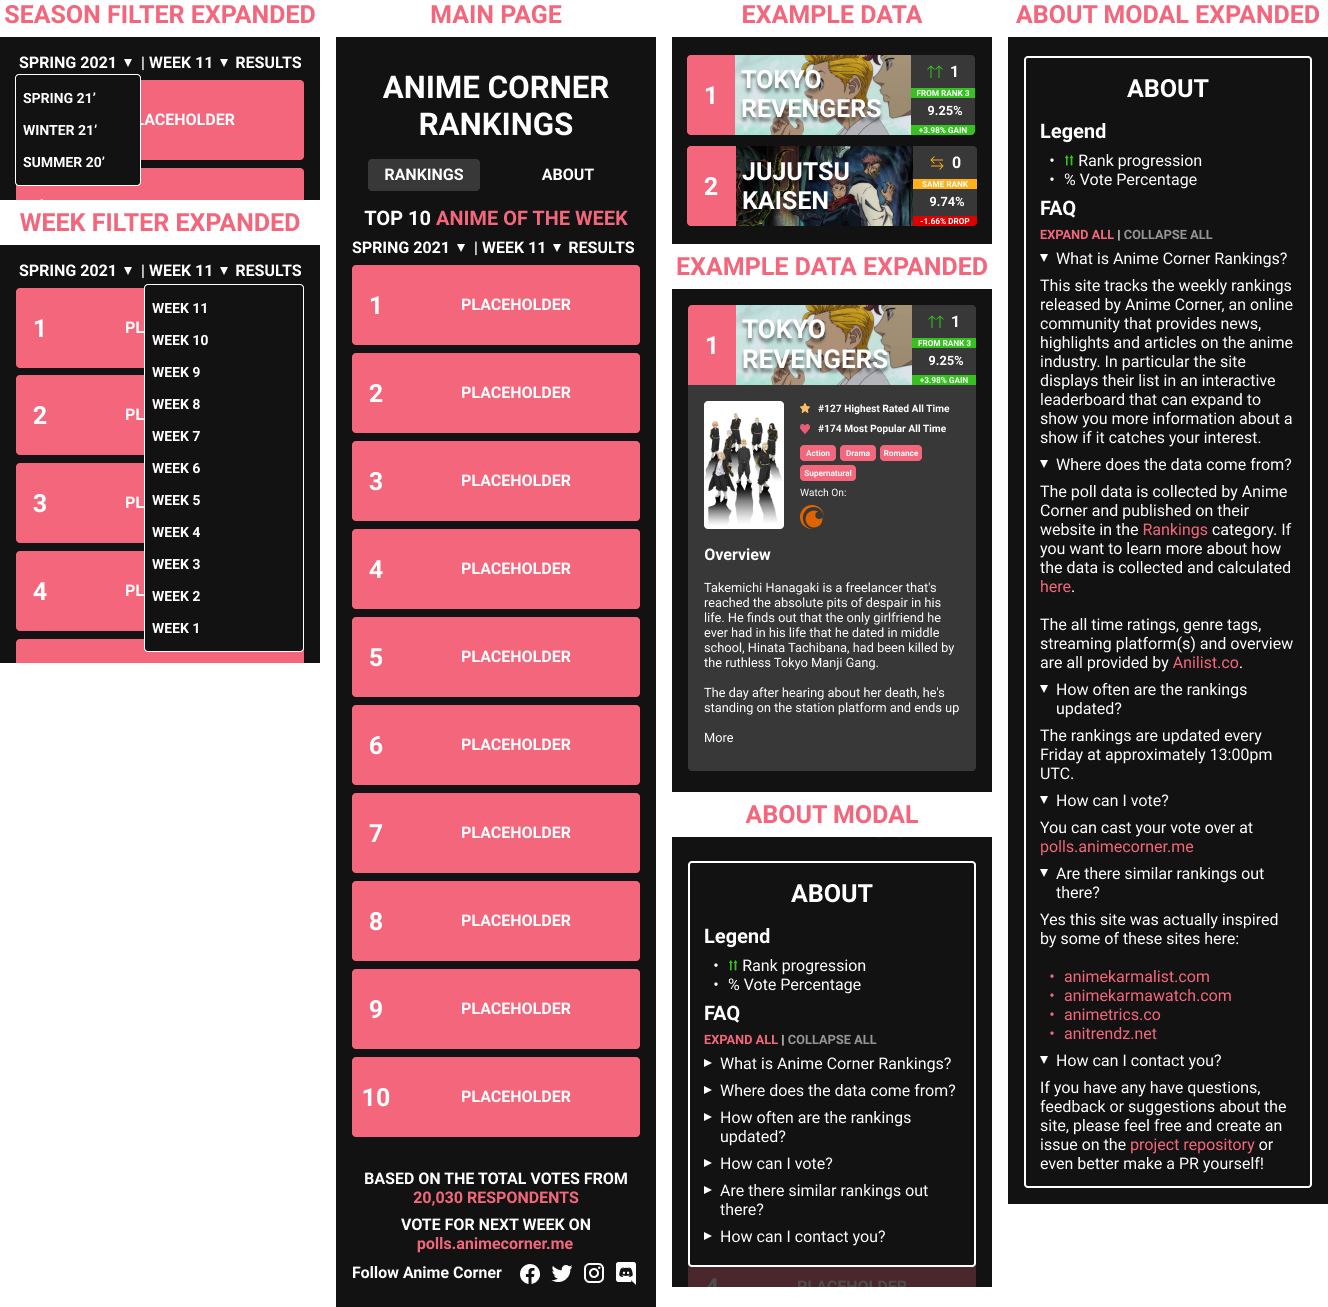 SEASON FILTER EXPANDED
SPRING 2021 ▼ | WEEK 11 ▼ RESULTS
SPRING 21’
WINTER 21’
SUMMER 20’
LACEHOLDER
WEEK FILTER EXPANDED
SPRING 2021 ▼ | WEEK 11 ▼ RESULTS
1 PL
2 PL
3 PL
4 PL
WEEK 11
WEEK 10
WEEK 9
WEEK 8
WEEK 7
WEEK 6
WEEK 5
WEEK 4
WEEK 3
WEEK 2
WEEK 1
MAIN PAGE
ANIME CORNER
RANKINGS
RANKINGS ABOUT
TOP 10 ANIME OF THE WEEK
SPRING 2021 ▼ | WEEK 11 ▼ RESULTS
1 PLACEHOLDER
2 PLACEHOLDER
3 PLACEHOLDER
4 PLACEHOLDER
5 PLACEHOLDER
6 PLACEHOLDER
7 PLACEHOLDER
8 PLACEHOLDER
9 PLACEHOLDER
10 PLACEHOLDER
BASED ON THE TOTAL VOTES FROM
20,030 RESPONDENTS
VOTE FOR NEXT WEEK ON
polls.animecorner.me
Follow Anime Corner
EXAMPLE DATA
1
TOKYO
REVENGERS
1
FROM RANK 3
9.25%
+3.98% GAIN
2
JUJUTSU
KAISEN
0
SAME RANK
9.74%
-1.66% DROP
EXAMPLE DATA EXPANDED
1
TOKYO
REVENGERS
1
FROM RANK 3
9.25%
+3.98% GAIN
#127 Highest Rated All Time
#174 Most Popular All Time
Action Drama Romance
Supernatural
Watch On:
Overview
Takemichi Hanagaki is a freelancer that's
reached the absolute pits of despair in his
life. He finds out that the only girlfriend he
ever had in his life that he dated in middle
school, Hinata Tachibana, had been killed by
the ruthless Tokyo Manji Gang.
The day after hearing about her death, he's
standing on the station platform and ends up
More
ABOUT MODAL
ABOUT
Legend
• Rank progression
• % Vote Percentage
FAQ
EXPAND ALL | COLLAPSE ALL
► What is Anime Corner Rankings?
► Where does the data come from?
► How often are the rankings
updated?
► How can I vote?
► Are there similar rankings out
there?
► How can I contact you?
4 PLACEHOLDER
ABOUT MODAL EXPANDED
ABOUT
Legend
• Rank progression
• % Vote Percentage
FAQ
EXPAND ALL | COLLAPSE ALL
▼ What is Anime Corner Rankings?
This site tracks the weekly rankings
released by Anime Corner, an online
community that provides news,
highlights and articles on the anime
industry. In particular the site
displays their list in an interactive
leaderboard that can expand to
show you more information about a
show if it catches your interest.
▼ Where does the data come from?
The poll data is collected by Anime
Corner and published on their
website in the Rankings category. If
you want to learn more about how
the data is collected and calculated
here.
The all time ratings, genre tags,
streaming platform(s) and overview
are all provided by Anilist.co.
▼ How often are the rankings
updated?
The rankings are updated every
Friday at approximately 13:00pm
UTC.
▼ How can I vote?
You can cast your vote over at
polls.animecorner.me
▼ Are there similar rankings out
there?
Yes this site was actually inspired
by some of these sites here:
• animekarmalist.com
• animekarmawatch.com
• animetrics.co
• anitrendz.net
▼ How can I contact you?
If you have any have questions,
feedback or suggestions about the
site, please feel free and create an
issue on the project repository or
even better make a PR yourself!